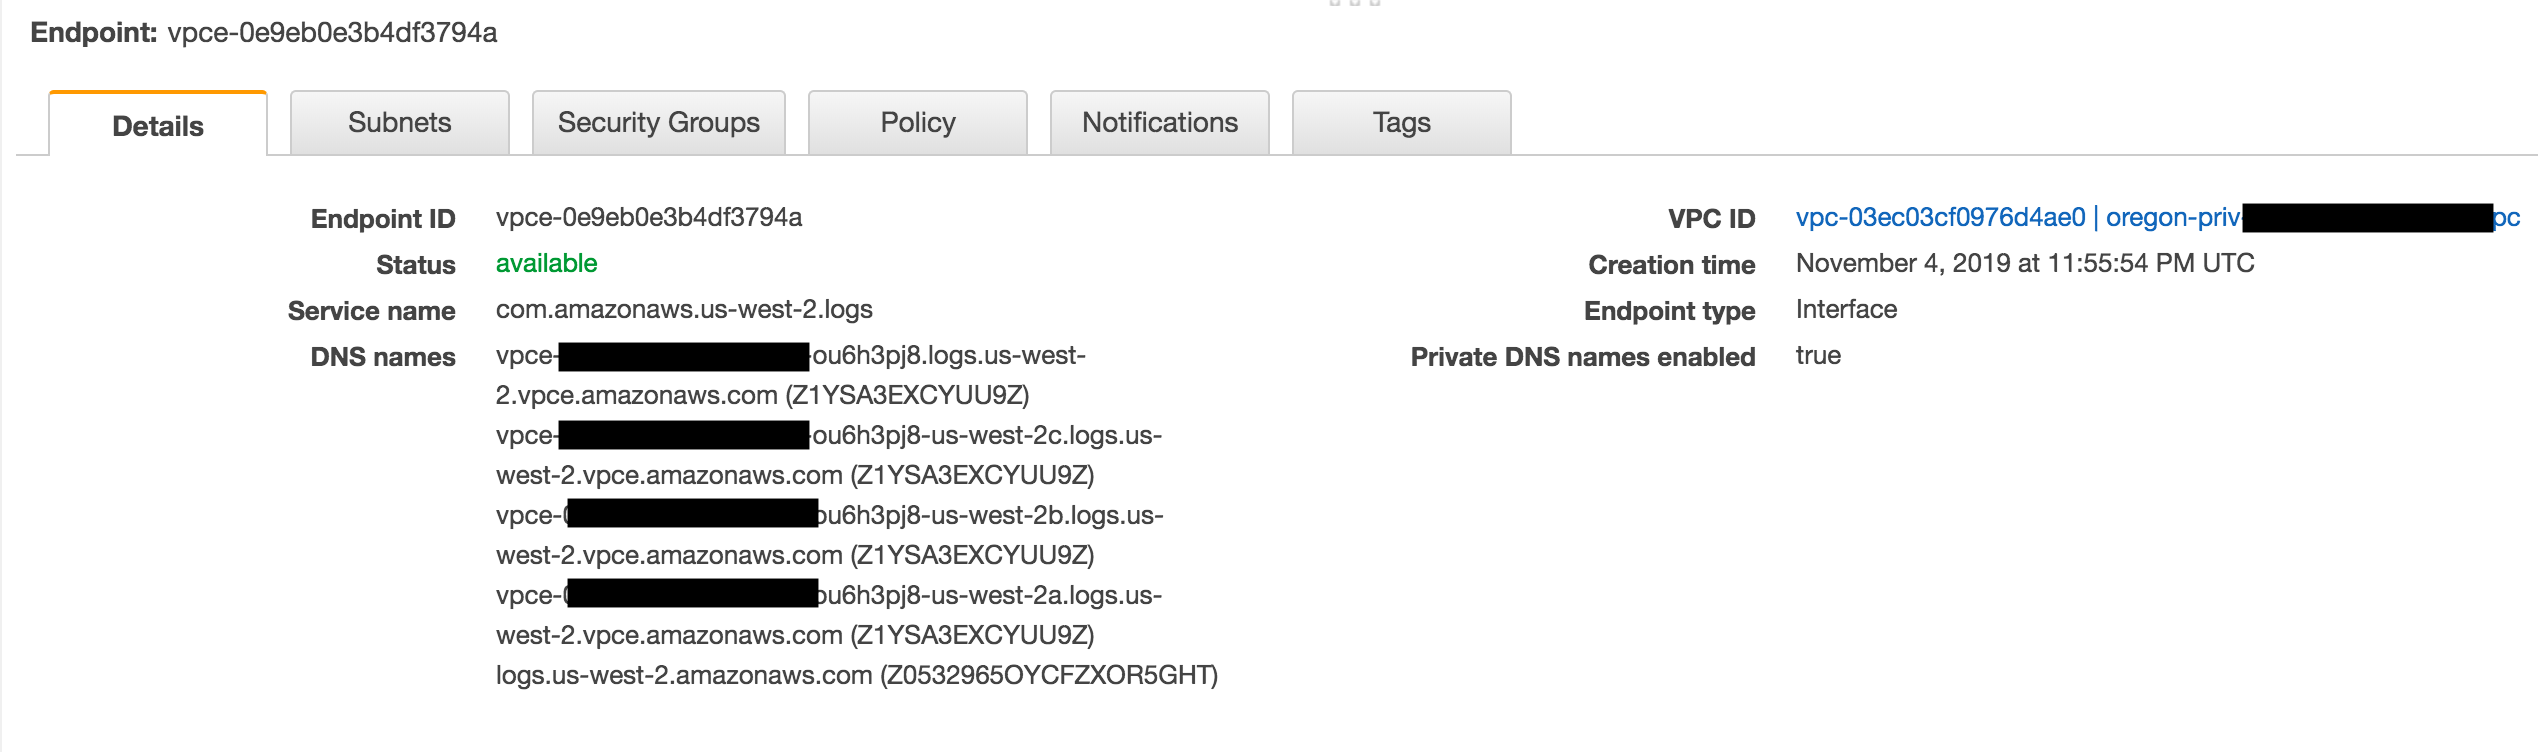 Endpoint: vpce-0e9eb0e3b4df3794a
Details Subnets Security Groups Policy Notifications Tags
Endpoint ID vpce-0e9eb0e3b4df3794a
Status available
Service name com.amazonaws.us-west-2.logs
DNS names vpce- ou6h3pj8.logs.us-west-
2.vpce.amazonaws.com (Z1YSA3EXCYUU9Z)
vpce- ou6h3pj8-us-west-2c.logs.us-
west-2.vpce.amazonaws.com (Z1YSA3EXCYUU9Z)
vpce- ou6h3pj8-us-west-2b.logs.us-
west-2.vpce.amazonaws.com (Z1YSA3EXCYUU9Z)
vpce- ou6h3pj8-us-west-2a.logs.us-
west-2.vpce.amazonaws.com (Z1YSA3EXCYUU9Z)
logs.us-west-2.amazonaws.com (Z0532965OYCFZXOR5GHT)
VPC ID vpc-03ec03cf0976d4ae0 | oregon-priv- pc
Creation time November 4, 2019 at 11:55:54 PM UTC
Endpoint type Interface
Private DNS names enabled true